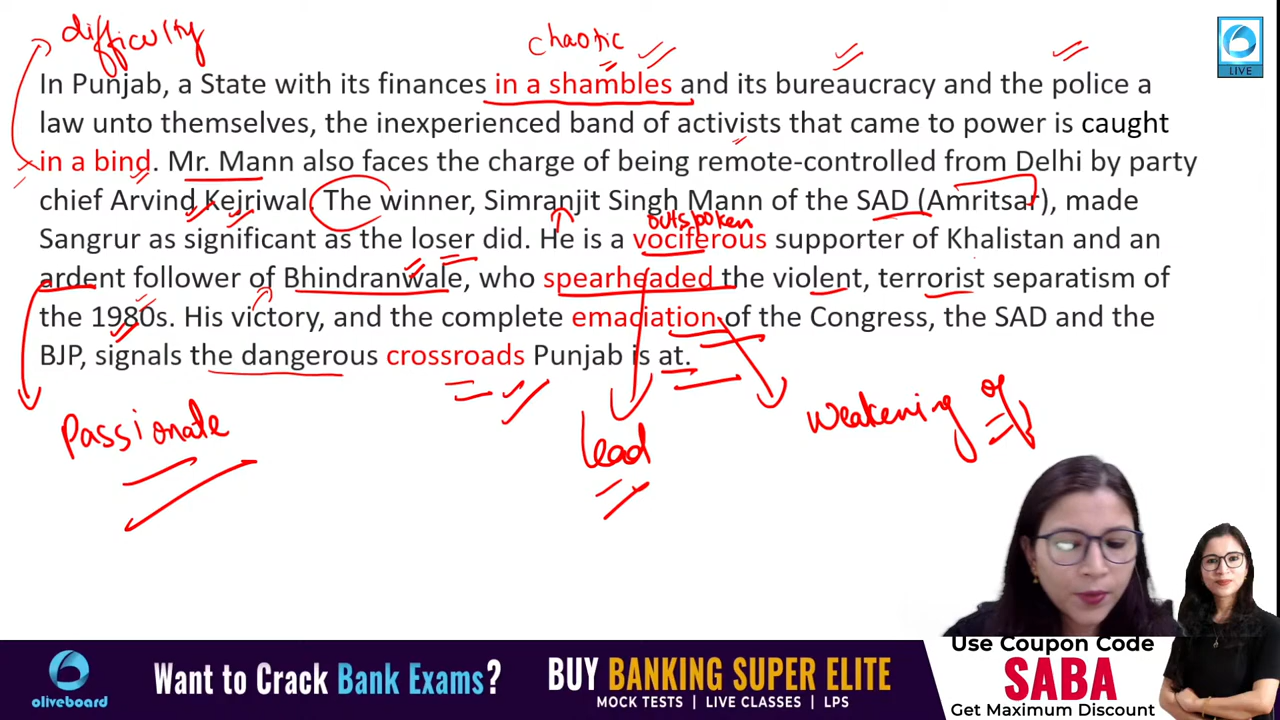 difficulty
chaotic
6
LIVE
In Punjab, a State with its finances in a shambles and its bureaucracy and the police a
law unto themselves, the inexperienced band of activists that came to power is caught
in a bind. Mr. Mann also faces the charge of being remote-controlled from Delhi by party
chief Arvind Kejriwal. The winner, Simranjit Singh Mann of the SAD (Amritsar), made
outspoken
Sangrur as significant as the loser did. He is a vociferous supporter of Khalistan and an
ardent follower of Bhindranwale, who spearheaded the violent, terrorist separatism of
the 1980s. His victory, and the complete emaciation of the Congress, the SAD and the
BJP, signals the dangerous crossroads Punjab is at.
Passionate
lead
Weakening of
oliveboard
Want to Crack Bank Exams?
BUY BANKING SUPER ELITE
MOCK TESTS | LIVE CLASSES | LPS
Use Coupon Code
SABA
Get Maximum Discount